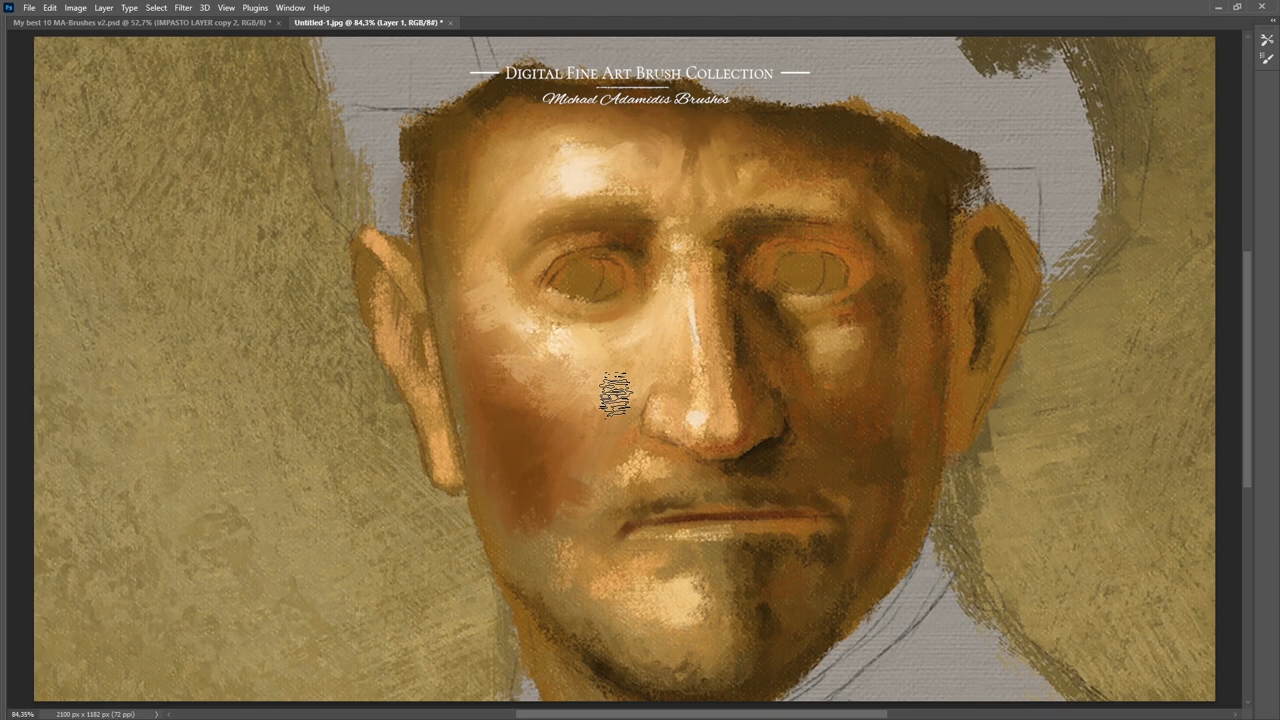 Ps File Edit Image Layer Type Select Filter 3D View Plugins Window Help
My best 10 MA-Brushes v2.psd @ 52,7% (IMPASTO LAYER copy 2, RGB/8) * × Untitled-1.jpg @ 84,3% (Layer 1, RGB/8#) * ×
DIGITAL FINE ART BRUSH COLLECTION
Michael Adamidis Brushes
84,35% 2100 px x 1182 px (72 ppi)